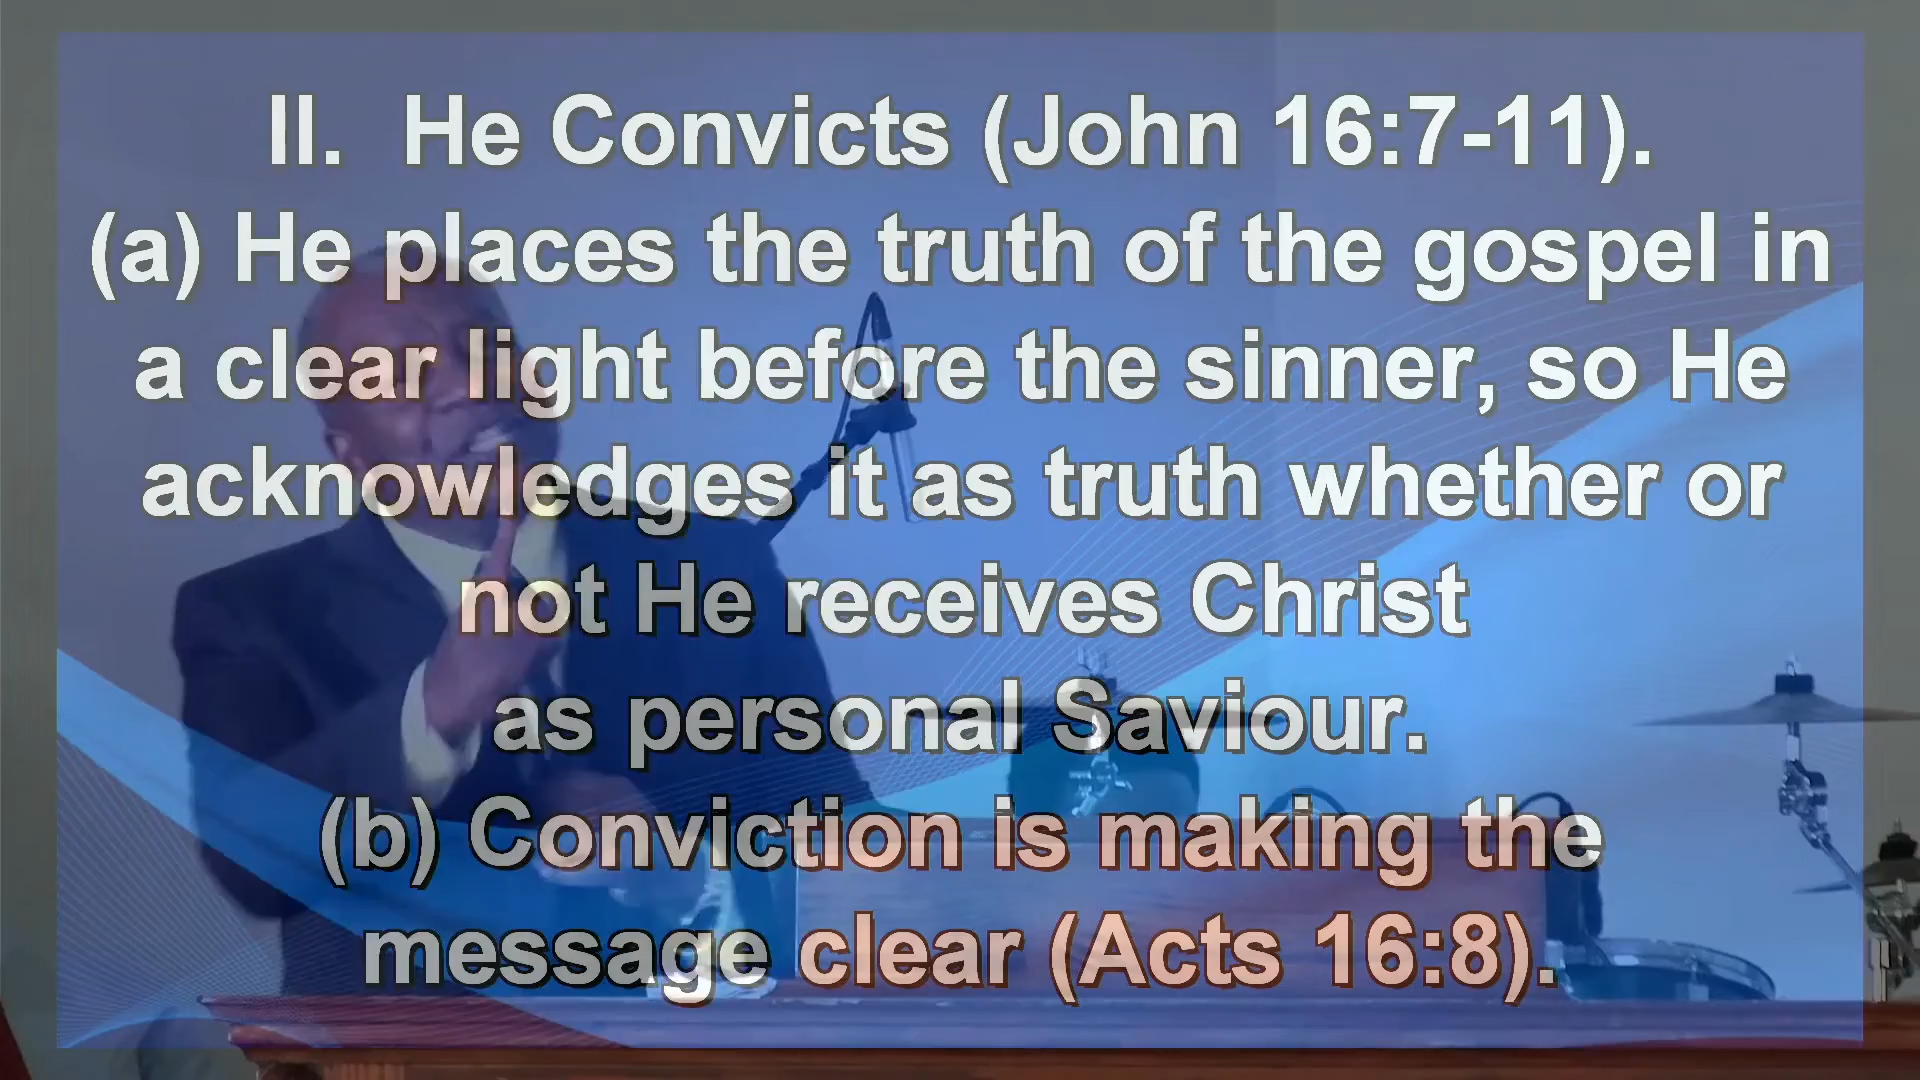 II. He Convicts (John 16:7-11).
(a) He places the truth of the gospel in
a clear light before the sinner, so He
acknowledges it as truth whether or
not He receives Christ
as personal Saviour.
(b) Conviction is making the
message clear (Acts 16:8).